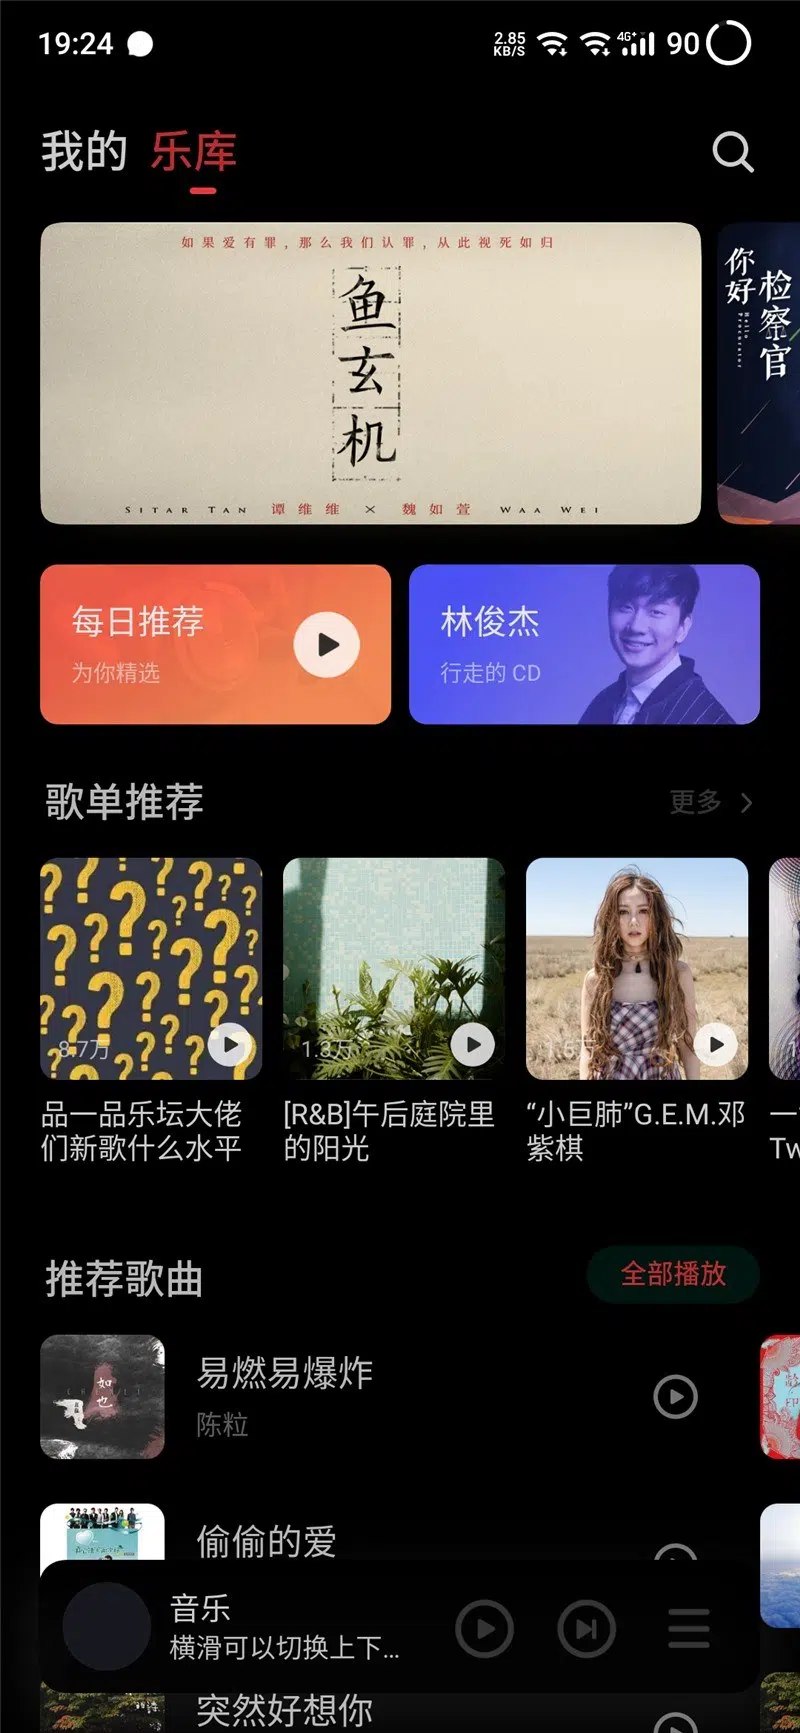 19:24
2.85
KB/S
4G+
90
我的 乐库
如果爱有罪，那么我们认罪，从此视死如归
鱼玄机
SITAR TAN 谭维维 × 魏如萱 WAA WEI
你好
检察官
Hello
Prosecutor
每日推荐
为你精选
林俊杰
行走的 CD
歌单推荐
更多
8.7万
1.3万
1.5万
品一品乐坛大佬
们新歌什么水平
[R&B]午后庭院里
的阳光
“小巨肺”G.E.M.邓
紫棋
一
Tw
推荐歌曲
全部播放
如也
易燃易爆炸
陈粒
偷偷的爱
音乐
横滑可以切换上下...
突然好想你